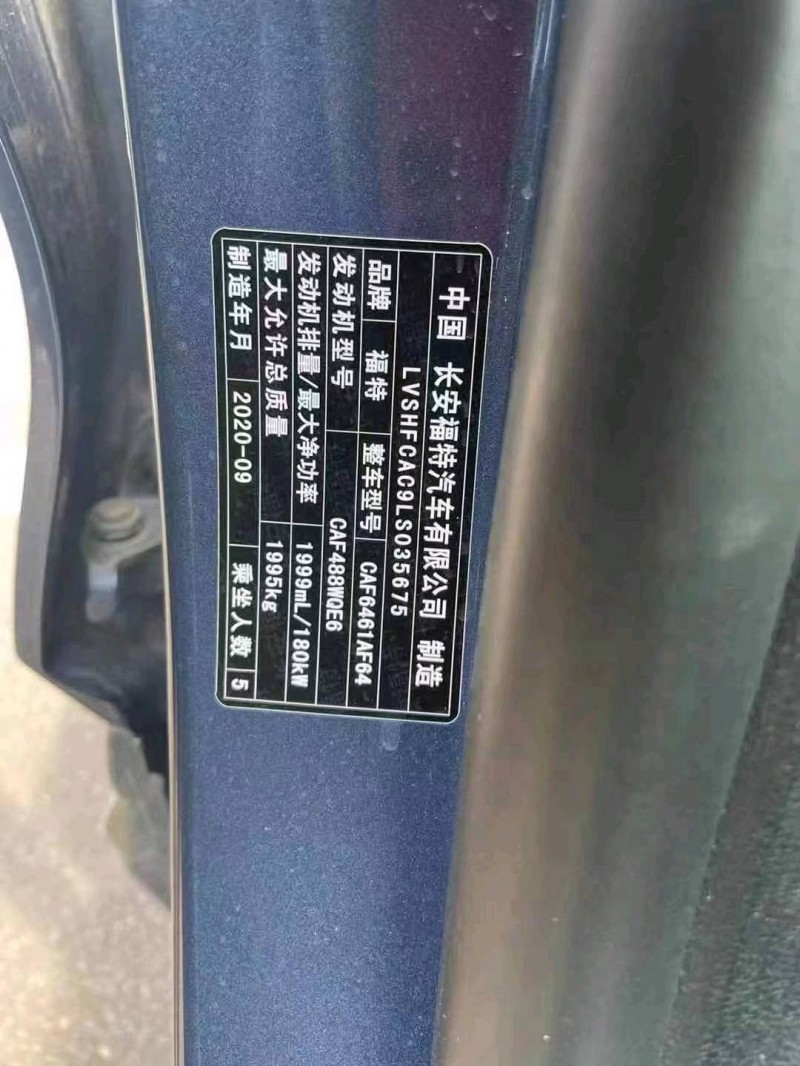 中国 长安福特汽车有限公司 制造
LVSHFCAC9LS035675
品牌 福特 整车型号 CAF6461AF64
发动机型号 CAF488WQE6
发动机排量/最大净功率 1999mL/180kW
最大允许总质量 1995kg
制造年月 2020-09 乘坐人数 5